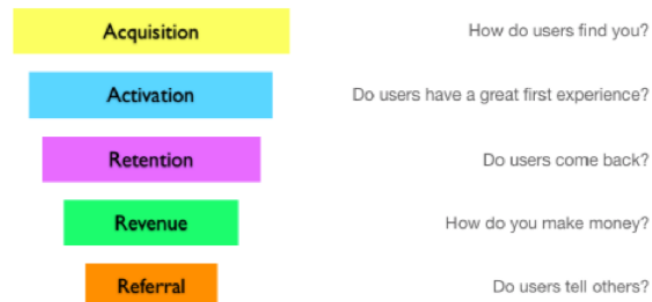 Acquisition How do users find you?
Activation Do users have a great first experience?
Retention Do users come back?
Revenue How do you make money?
Referral Do users tell others?